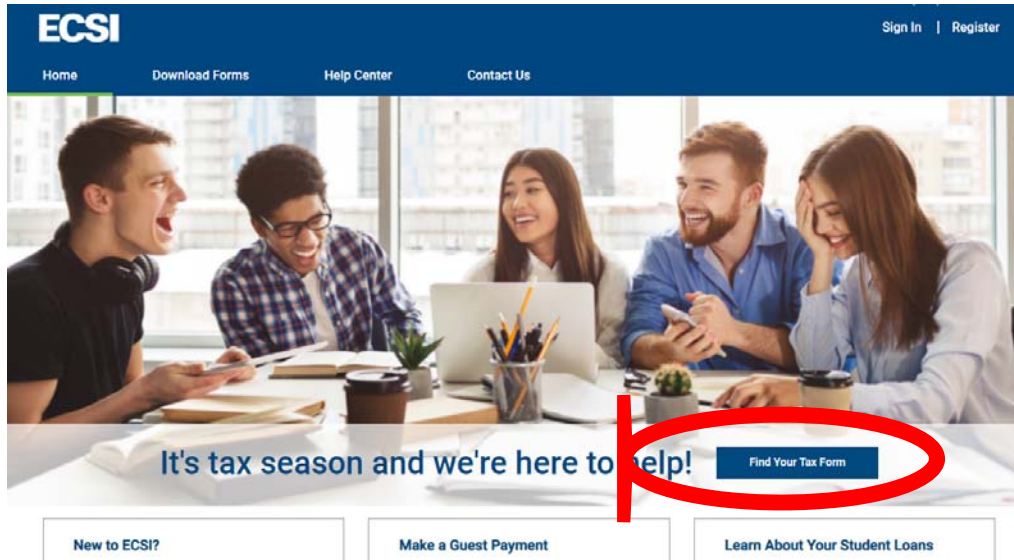 ECSI
Sign In | Register
Home Download Forms Help Center Contact Us
It's tax season and we're here to help! Find Your Tax Form
New to ECSI? Make a Guest Payment Learn About Your Student Loans